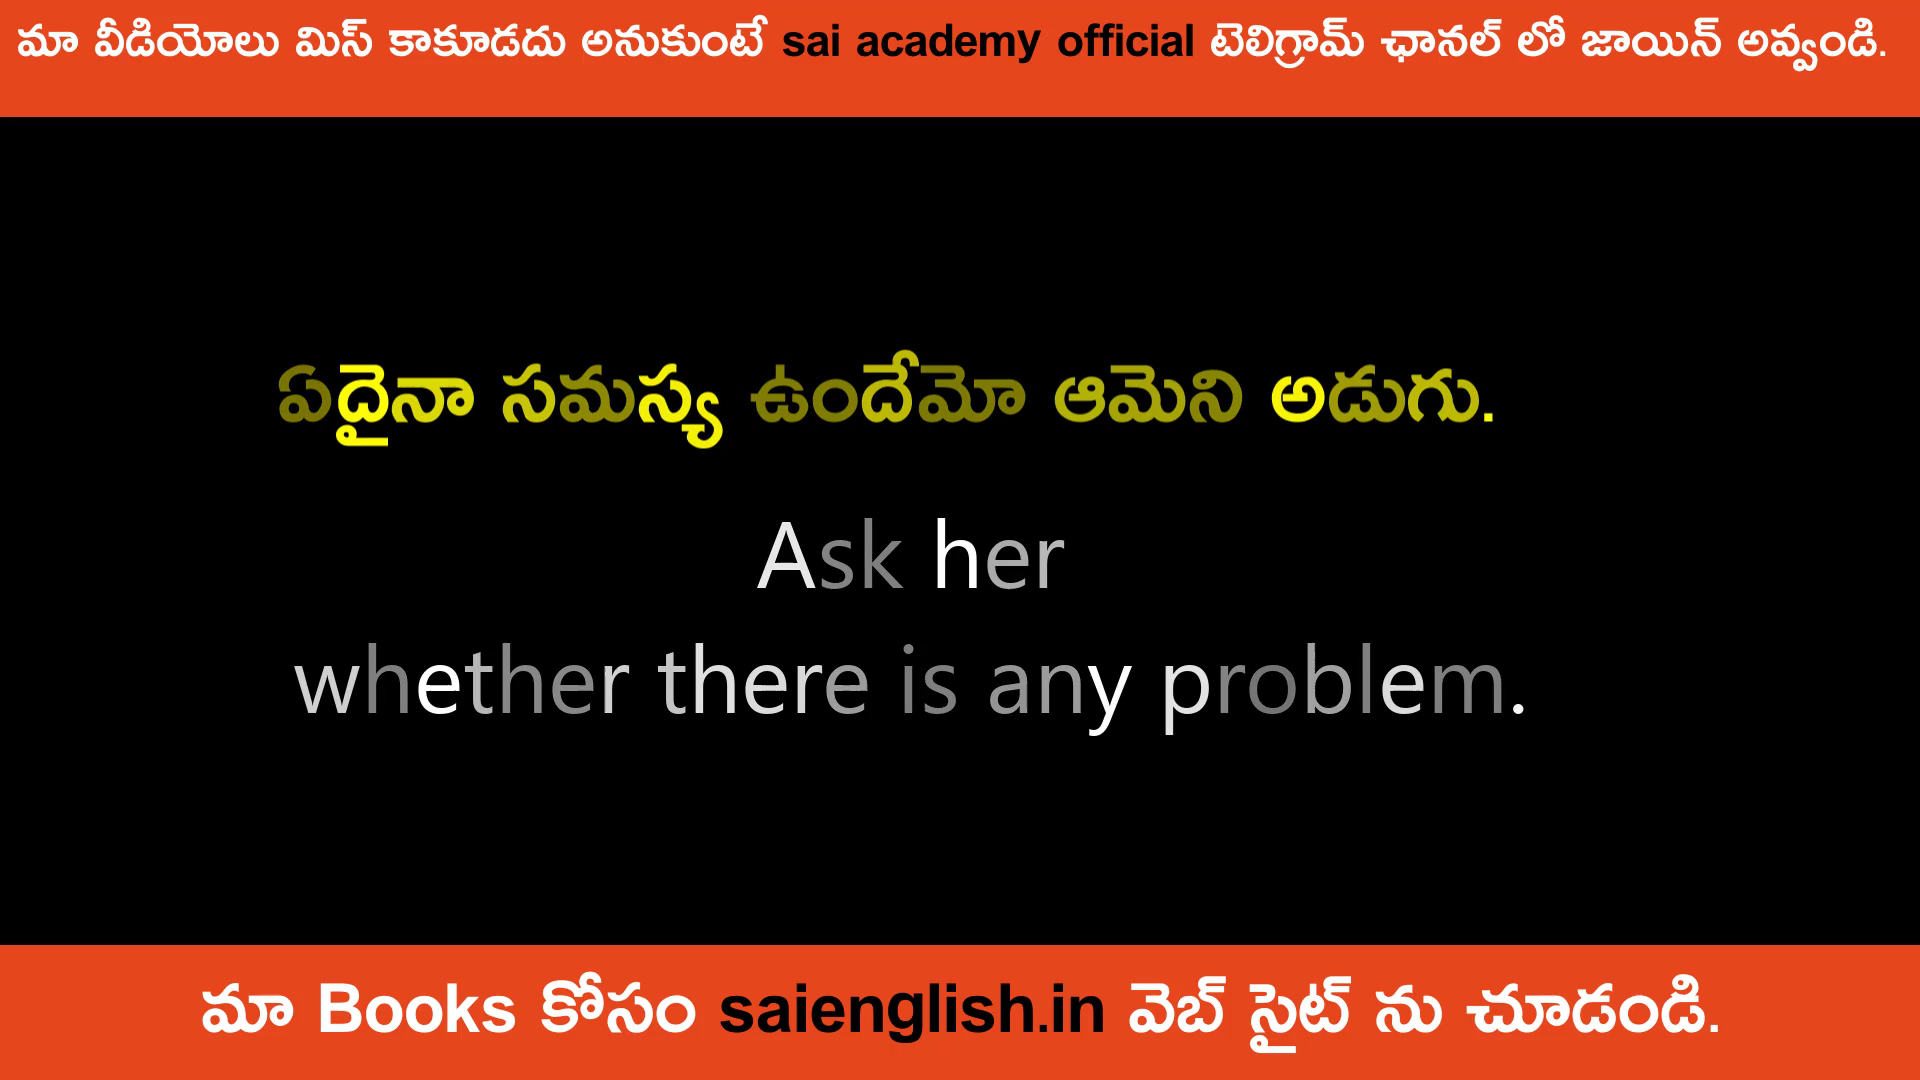 మా వీడియోలు మిస్ కాకూడదు అనుకుంటే sai academy official టెలిగ్రామ్ ఛానల్ లో జాయిన్ అవ్వండి.
ఏదైనా సమస్య ఉందేమో ఆమెని అడుగు.
Ask her
whether there is any problem.
మా Books కోసం saienglish.in వెబ్ సైట్ ను చూడండి.